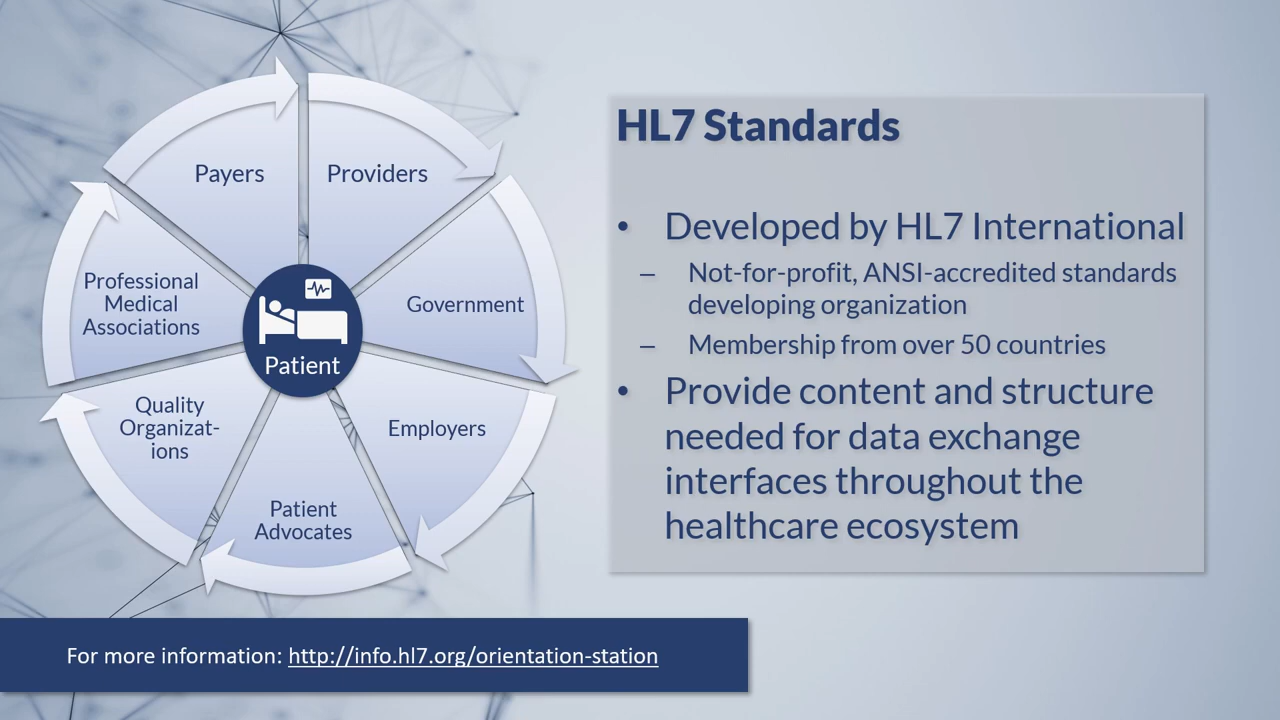 Payers
Providers
Professional
Medical
Associations
Government
Patient
Quality
Organizat-
ions
Employers
Patient
Advocates
HL7 Standards
• Developed by HL7 International
– Not-for-profit, ANSI-accredited standards
developing organization
– Membership from over 50 countries
• Provide content and structure
needed for data exchange
interfaces throughout the
healthcare ecosystem
For more information: http://info.hl7.org/orientation-station